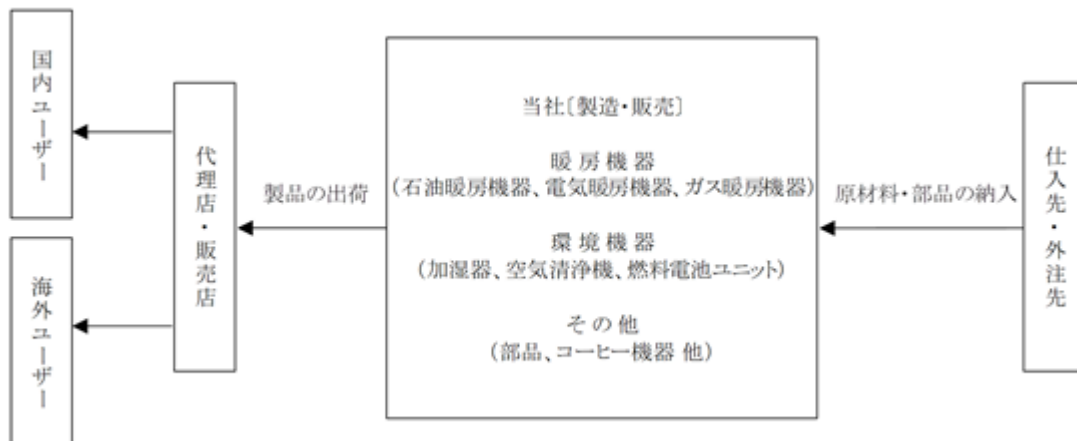 国内ユーザー
海外ユーザー
代理店・販売店
製品の出荷
当社〔製造・販売〕
暖房機器
(石油暖房機器、電気暖房機器、ガス暖房機器)
環境機器
(加湿器、空気清浄機、燃料電池ユニット)
その他
(部品、コーヒー機器 他)
原材料・部品の納入
仕入先・外注先